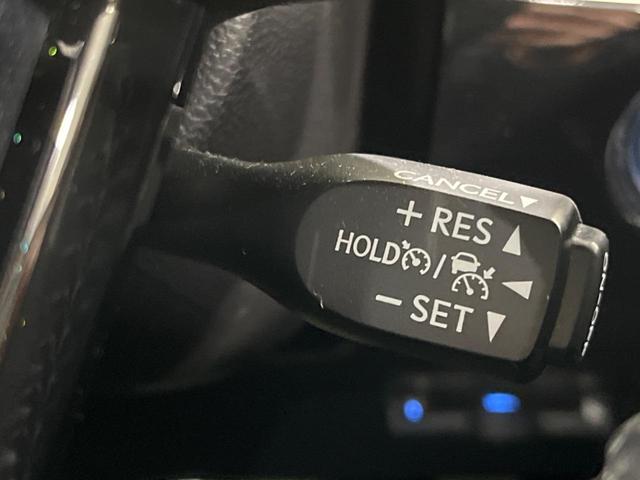 CANCEL
+ RES
HOLD /
− SET